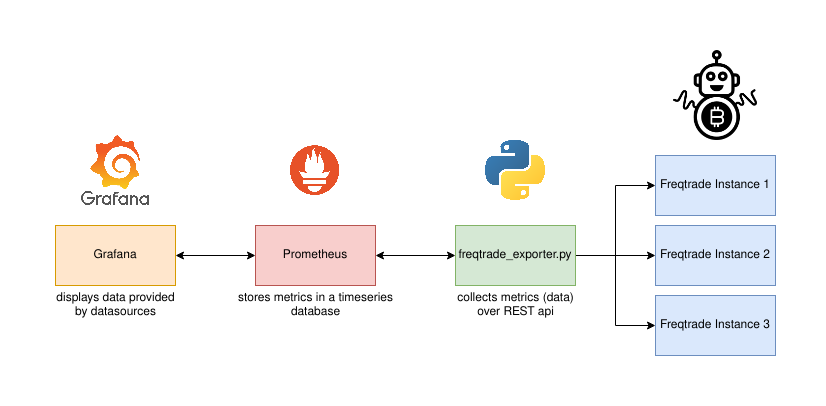 Grafana
Grafana
displays data provided
by datasources
Prometheus
stores metrics in a timeseries
database
freqtrade_exporter.py
collects metrics (data)
over REST api
B
Freqtrade Instance 1
Freqtrade Instance 2
Freqtrade Instance 3